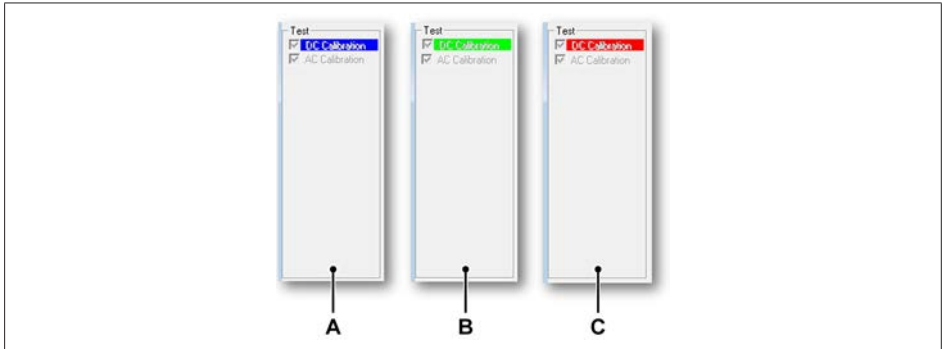 Test
DC Calibration
AC Calibration
Test
DC Calibration
AC Calibration
Test
DC Calibration
AC Calibration
A
B
C